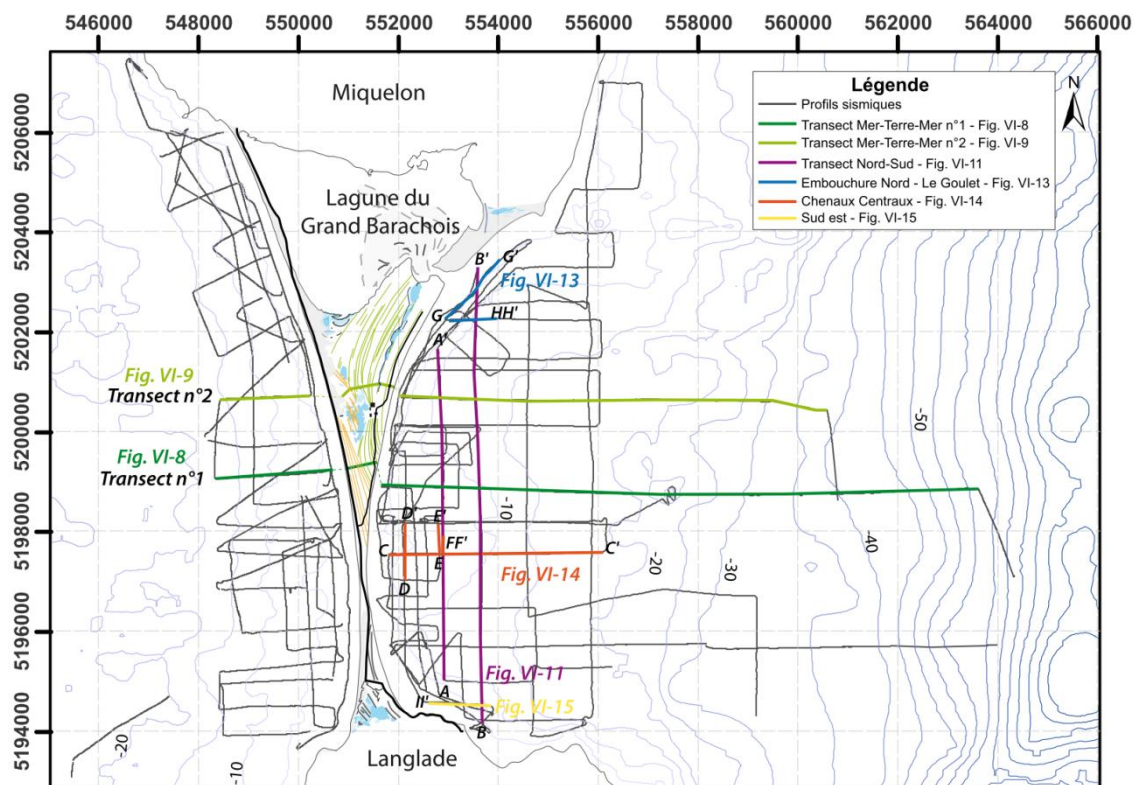 546000 548000 550000 552000 554000 556000 558000 560000 562000 564000 566000
5206000
5204000
5202000
5200000
5198000
5196000
5194000
Miquelon
Lagune du
Grand Barachois
Légende
Profils sismiques
Transect Mer-Terre-Mer n°1 - Fig. VI-8
Transect Mer-Terre-Mer n°2 - Fig. VI-9
Transect Nord-Sud - Fig. VI-11
Embouchure Nord - Le Goulet - Fig. VI-13
Chenaux Centraux - Fig. VI-14
Sud est - Fig. VI-15
N
B' G'
Fig. VI-13
G HH'
A'
Fig. VI-9
Transect n°2
-50
Fig. VI-8
Transect n°1
-10
D' E'
-40
FF'
C E C'
Fig. VI-14
-20 -30
D
Fig. VI-11
A
II' Fig. VI-15
B
-20
Langlade
-10
-10